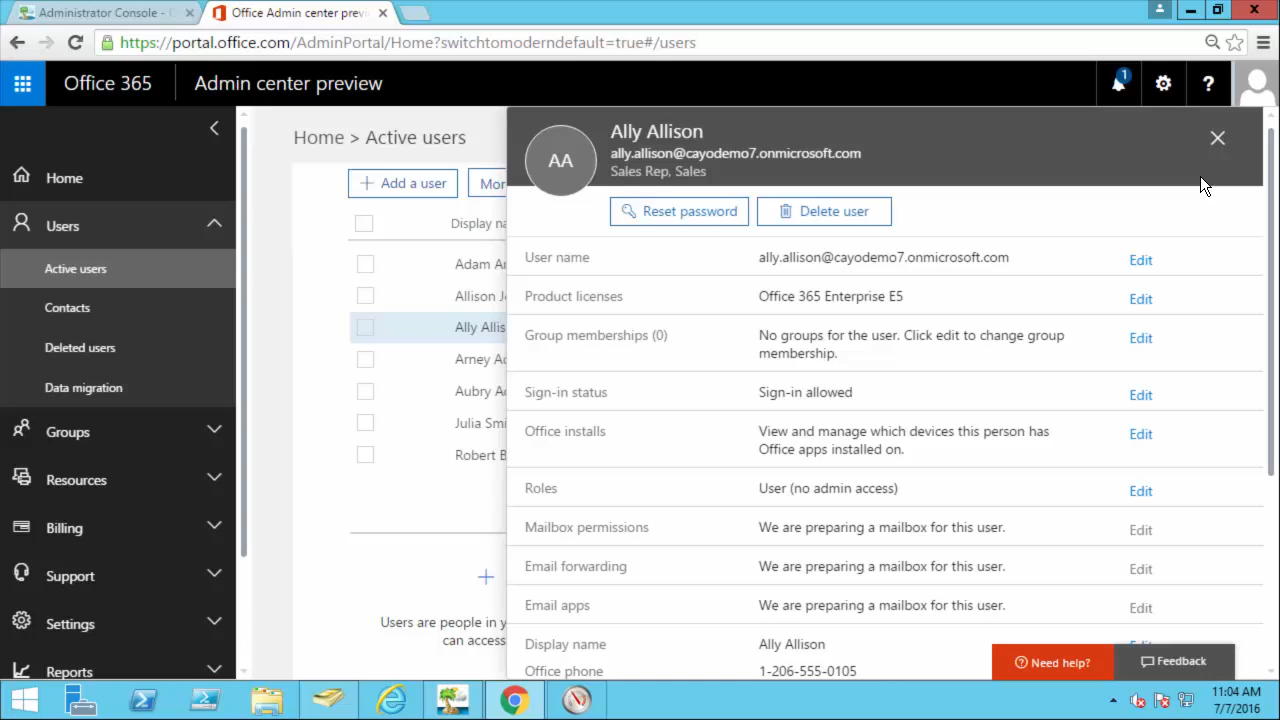 Administrator Console -
Office Admin center previ
https://portal.office.com/AdminPortal/Home?switchtomoderndefault=true#/users
Office 365
Admin center preview
1
?
Home
Users
Active users
Contacts
Deleted users
Data migration
Groups
Resources
Billing
Support
Settings
Reports
Home > Active users
Add a user
Mor
Display na
Adam Ar
Allison Jo
Ally Allis
Arney Ac
Aubry Ac
Julia Smi
Robert B
Users are people in y
can access
AA
Ally Allison
ally.allison@cayodemo7.onmicrosoft.com
Sales Rep, Sales
Reset password
Delete user
User name
ally.allison@cayodemo7.onmicrosoft.com
Edit
Product licenses
Office 365 Enterprise E5
Edit
Group memberships (0)
No groups for the user. Click edit to change group
membership.
Edit
Sign-in status
Sign-in allowed
Edit
Office installs
View and manage which devices this person has
Office apps installed on.
Edit
Roles
User (no admin access)
Edit
Mailbox permissions
We are preparing a mailbox for this user.
Edit
Email forwarding
We are preparing a mailbox for this user.
Edit
Email apps
We are preparing a mailbox for this user.
Edit
Display name
Ally Allison
Office phone
1-206-555-0105
Need help?
Feedback
11:04 AM
7/7/2016